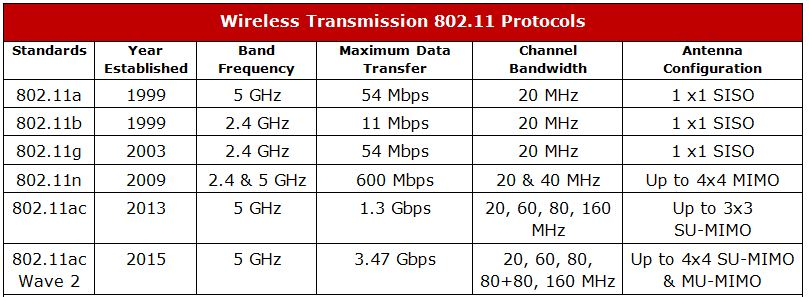 Wireless Transmission 802.11 Protocols
Standards Year Established Band Frequency Maximum Data Transfer Channel Bandwidth Antenna Configuration
802.11a 1999 5 GHz 54 Mbps 20 MHz 1 x1 SISO
802.11b 1999 2.4 GHz 11 Mbps 20 MHz 1 x1 SISO
802.11g 2003 2.4 GHz 54 Mbps 20 MHz 1 x1 SISO
802.11n 2009 2.4 & 5 GHz 600 Mbps 20 & 40 MHz Up to 4x4 MIMO
802.11ac 2013 5 GHz 1.3 Gbps 20, 60, 80, 160 MHz Up to 3x3 SU-MIMO
802.11ac Wave 2 2015 5 GHz 3.47 Gbps 20, 60, 80, 80+80, 160 MHz Up to 4x4 SU-MIMO & MU-MIMO